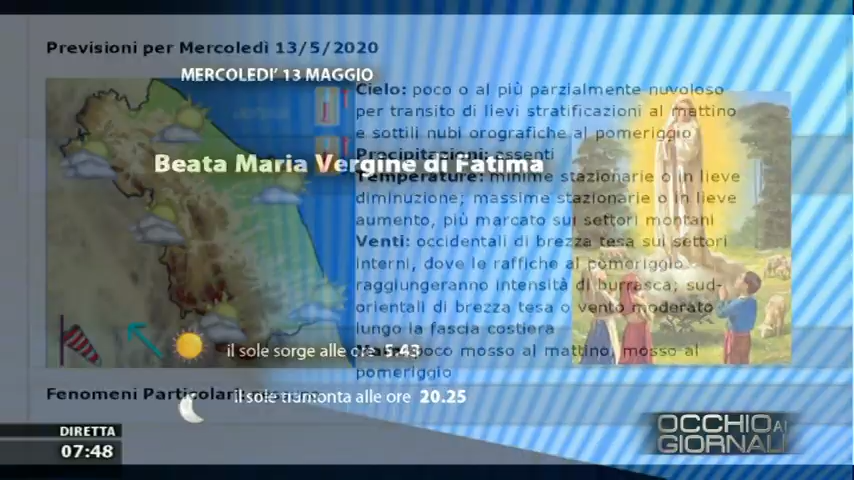 Previsioni per Mercoledì 13/5/2020
MERCOLEDI' 13 MAGGIO
Beata Maria Vergine di Fatima
Cielo: poco o al più parzialmente nuvoloso
per transito di lievi stratificazioni al mattino
e sottili nubi orografiche al pomeriggio
Precipitazioni: assenti
Temperature: minime stazionarie o in lieve
diminuzione; massime stazionarie o in lieve
aumento, più marcato sui settori montani
Venti: occidentali di brezza tesa sui settori
interni, dove le raffiche al pomeriggio
raggiungeranno intensità di burrasca; sud-
orientali di brezza tesa o vento moderato
lungo la fascia costiera
Mare: poco mosso al mattino, mosso al
pomeriggio
il sole sorge alle ore 5.43
Fenomeni Particolari:
il sole tramonta alle ore 20.25
DIRETTA
07:48
OCCHIO AI
GIORNALI